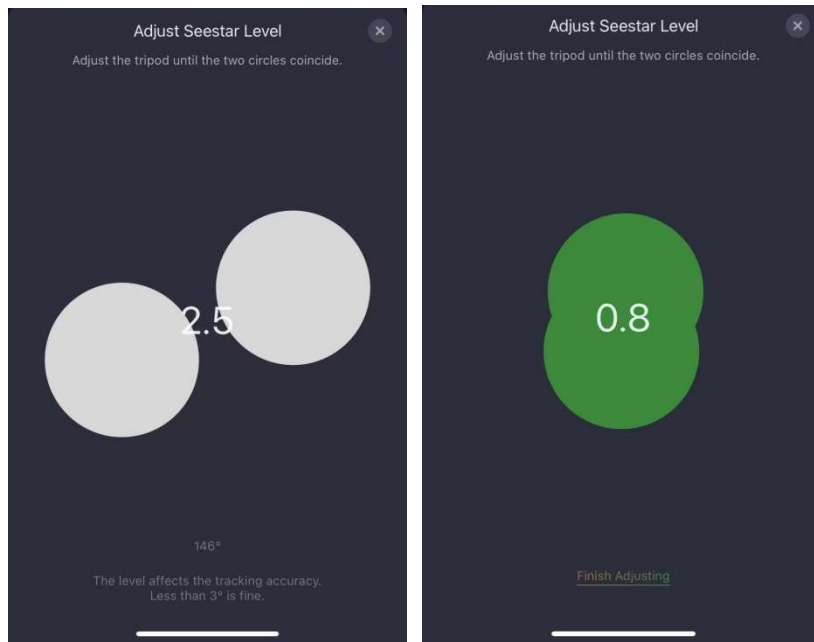 Adjust Seestar Level
Adjust the tripod until the two circles coincide.
2.5
146°
The level affects the tracking accuracy.
Less than 3° is fine.
Adjust Seestar Level
Adjust the tripod until the two circles coincide.
0.8
Finish Adjusting